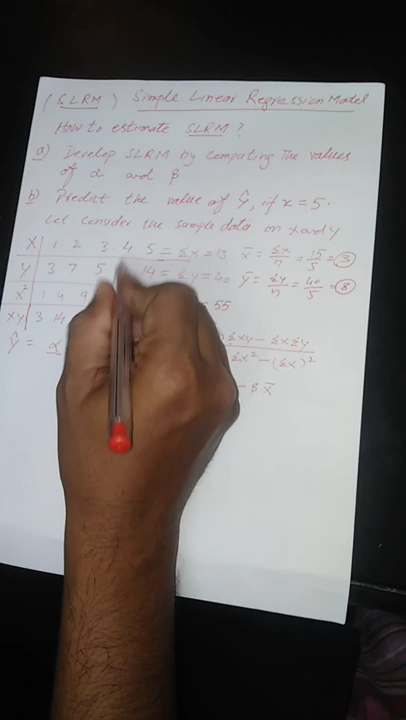 (SLRM) Simple Linear Regression Model
How to estimate SLRM?
a) Develop SLRM by computing the values
of α and β
b) Predict the value of Ŷ, if x = 5.
Let Consider the sample data on X and Y
X 1 2 3 4 5 = ΣX = 15 X̄ = ΣX/n = 15/5 = 3
Y 3 7 5 14 = ΣY = 40 Ȳ = ΣY/n = 40/5 = 8
X² 1 4 9 = 55
XY 3 14 ΣXY - ΣXΣY
Ŷ = α ΣX² - (ΣX)²
- β X̄